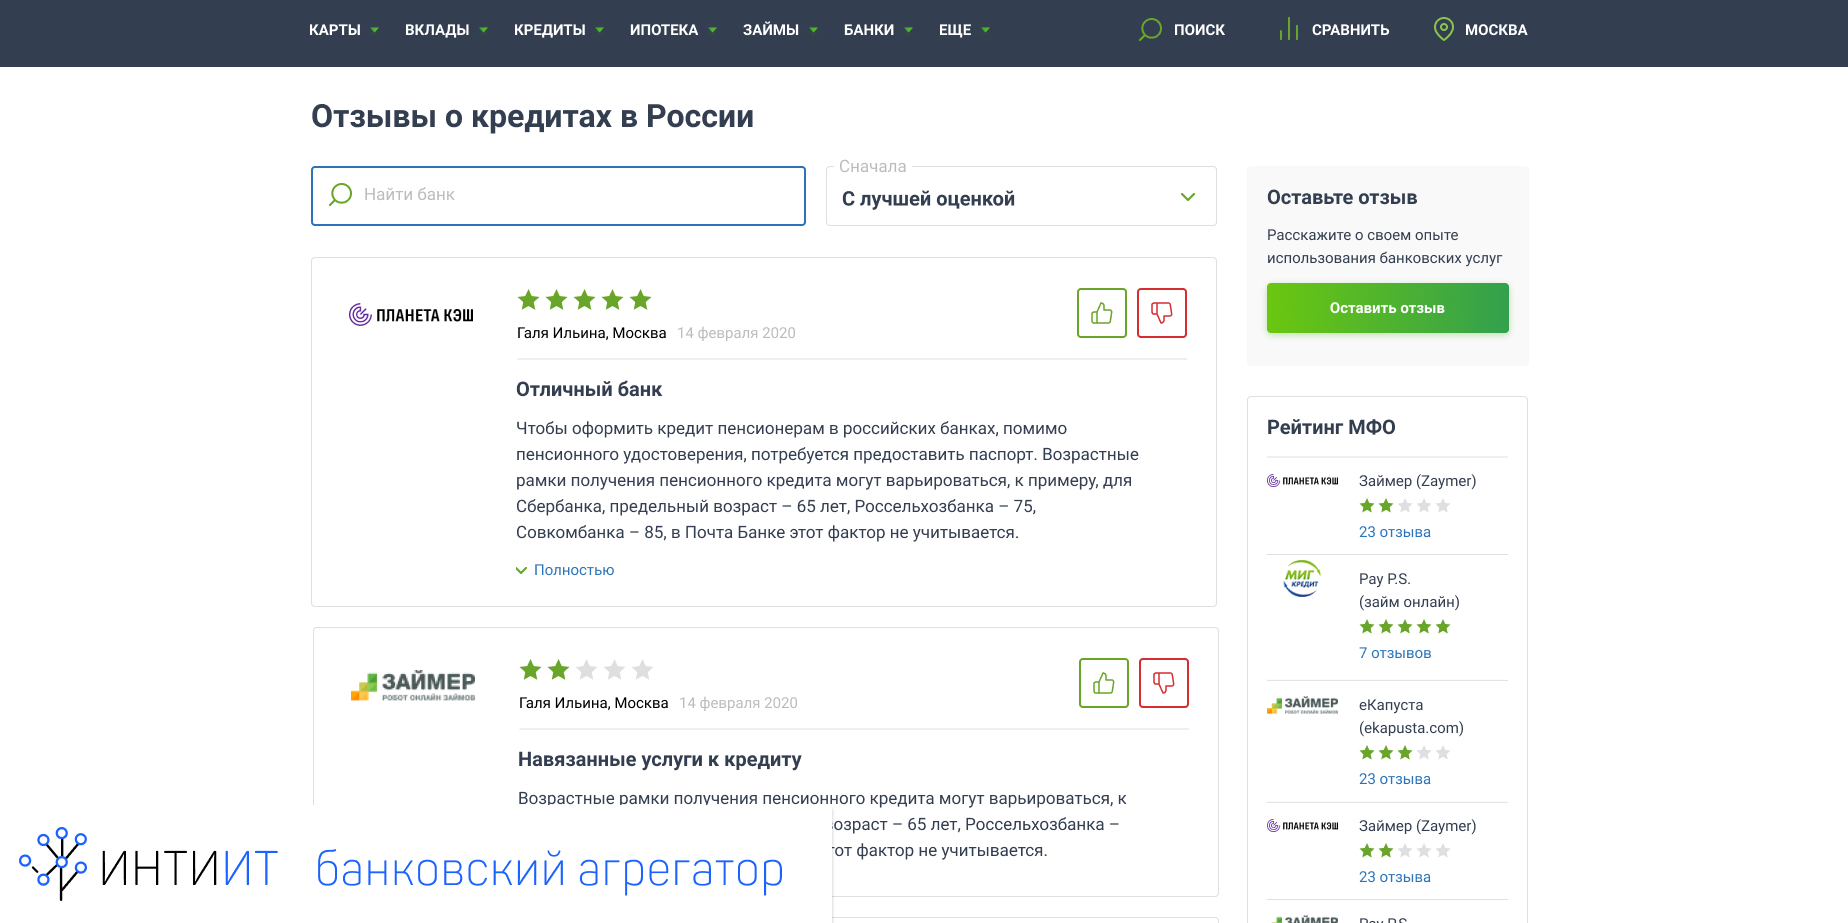 КАРТЫ ВКЛАДЫ КРЕДИТЫ ИПОТЕКА ЗАЙМЫ БАНКИ ЕЩЕ ПОИСК СРАВНИТЬ МОСКВА
Отзывы о кредитах в России
Найти банк
Сначала
С лучшей оценкой
ПЛАНЕТА КЭШ
Галя Ильина, Москва 14 февраля 2020
Отличный банк
Чтобы оформить кредит пенсионерам в российских банках, помимо
пенсионного удостоверения, потребуется предоставить паспорт. Возрастные
рамки получения пенсионного кредита могут варьироваться, к примеру, для
Сбербанка, предельный возраст – 65 лет, Россельхозбанка – 75,
Совкомбанка – 85, в Почта Банке этот фактор не учитывается.
Полностью
ЗАЙМЕР
РОБОТ ОНЛАЙН ЗАЙМОВ
Галя Ильина, Москва 14 февраля 2020
Навязанные услуги к кредиту
Возрастные рамки получения пенсионного кредита могут варьироваться, к
возраст – 65 лет, Россельхозбанка –
тот фактор не учитывается.
Оставьте отзыв
Расскажите о своем опыте
использования банковских услуг
Оставить отзыв
Рейтинг МФО
ПЛАНЕТА КЭШ
Займер (Zaymer)
23 отзыва
МИГ
КРЕДИТ
Pay P.S.
(займ онлайн)
7 отзывов
ЗАЙМЕР
РОБОТ ОНЛАЙН ЗАЙМОВ
еКапуста
(ekapusta.com)
23 отзыва
ПЛАНЕТА КЭШ
Займер (Zaymer)
23 отзыва
ЗАЙМЕР
Pay P.S.
ИНТИИТ банковский агрегатор